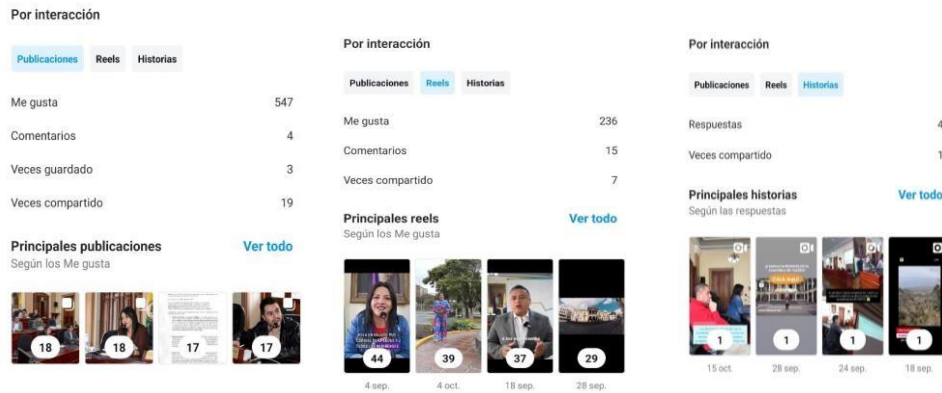 Por interacción
Publicaciones Reels Historias
Me gusta 547
Comentarios 4
Veces guardado 3
Veces compartido 19
Principales publicaciones Ver todo
Según los Me gusta
18 18 17 17
Por interacción
Publicaciones Reels Historias
Me gusta 236
Comentarios 15
Veces compartido 7
Principales reels Ver todo
Según los Me gusta
44 39 37 29
4 sep. 4 oct. 18 sep. 28 sep.
Por interacción
Publicaciones Reels Historias
Respuestas 4
Veces compartido 1
Principales historias Ver todo
Según las respuestas
1 1 1 1
15 oct. 28 sep. 24 sep. 18 sep.